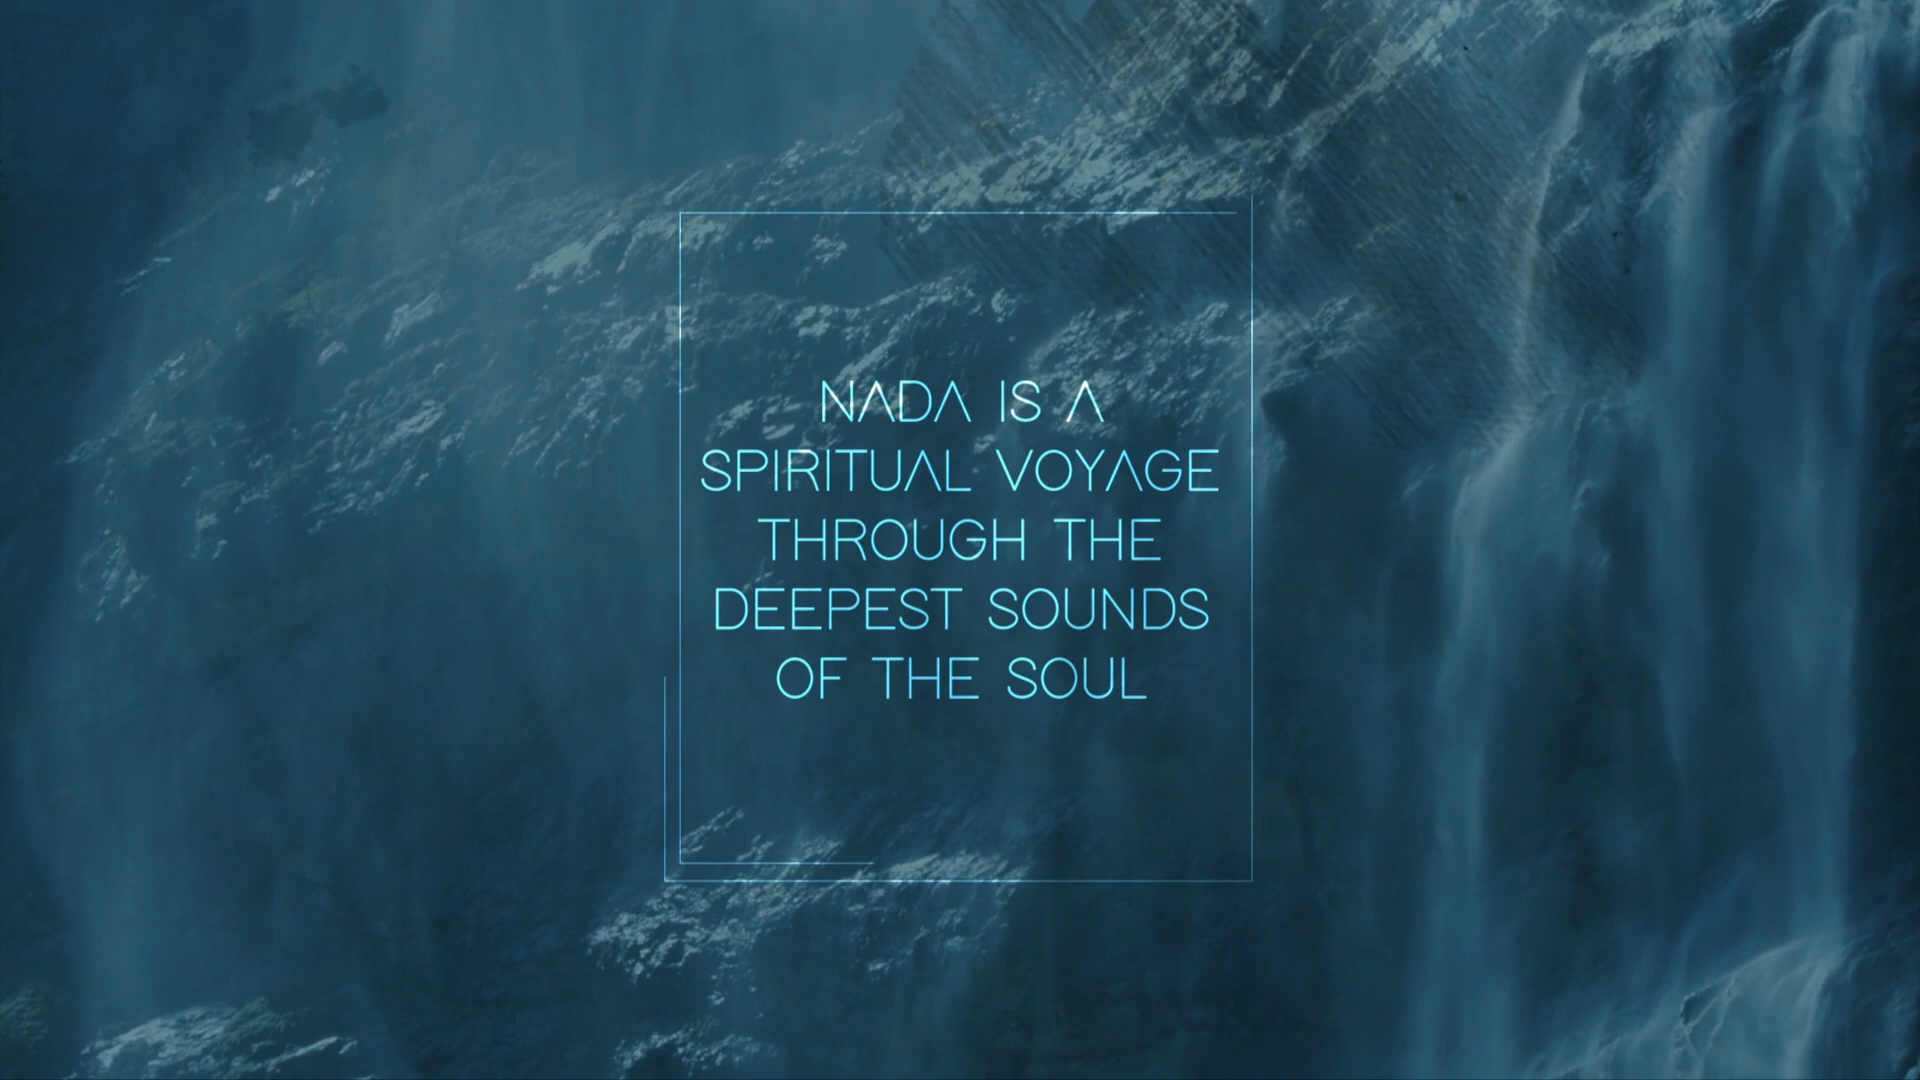 NADA IS A
SPIRITUAL VOYAGE
THROUGH THE
DEEPEST SOUNDS
OF THE SOUL